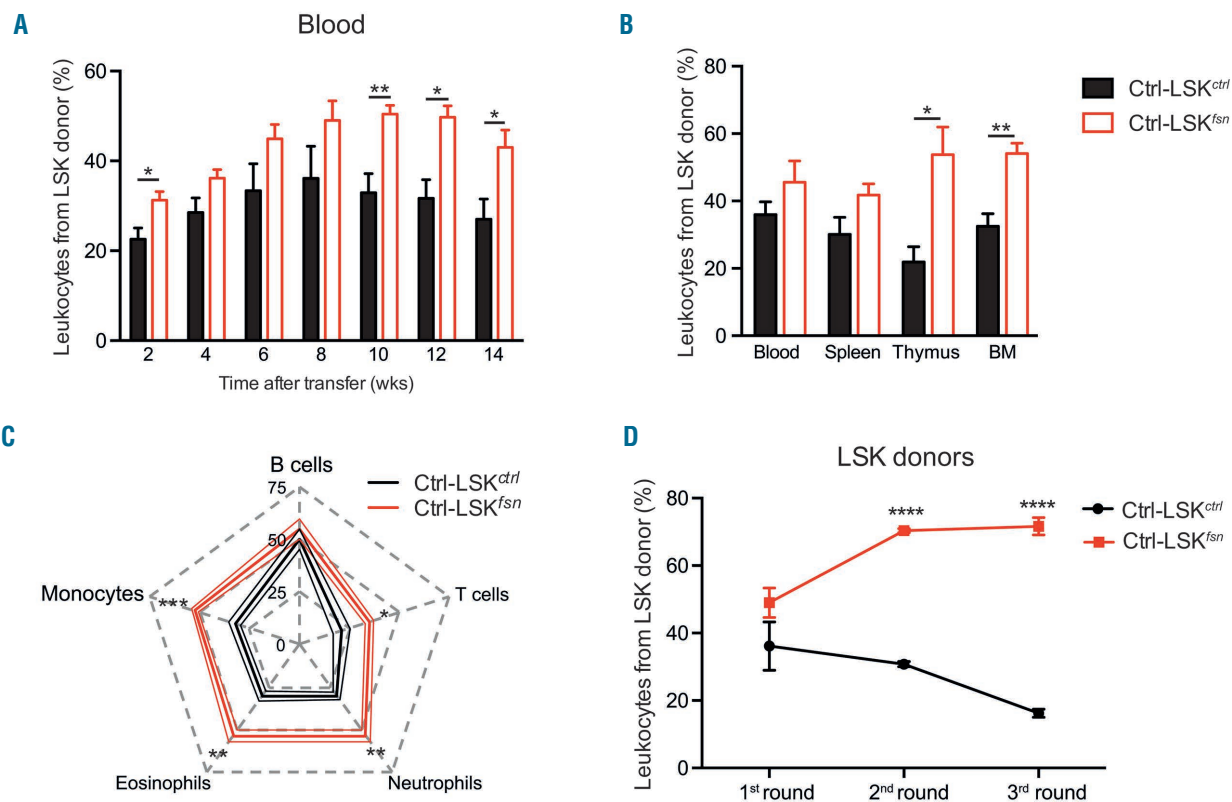 A
Blood
Leukocytes from LSK donor (%)
60
40
20
0
*
**
*
*
2 4 6 8 10 12 14
Time after transfer (wks)
B
Leukocytes from LSK donor (%)
80
60
40
20
0
*
**
Blood Spleen Thymus BM
Ctrl-LSKctrl
Ctrl-LSKfsn
C
B cells
75
50
25
0
Ctrl-LSKctrl
Ctrl-LSKfsn
Monocytes
***
*
T cells
**
**
Eosinophils
Neutrophils
D
LSK donors
Leukocytes from LSK donor (%)
80
60
40
20
0
****
****
1st round 2nd round 3rd round
Ctrl-LSKctrl
Ctrl-LSKfsn